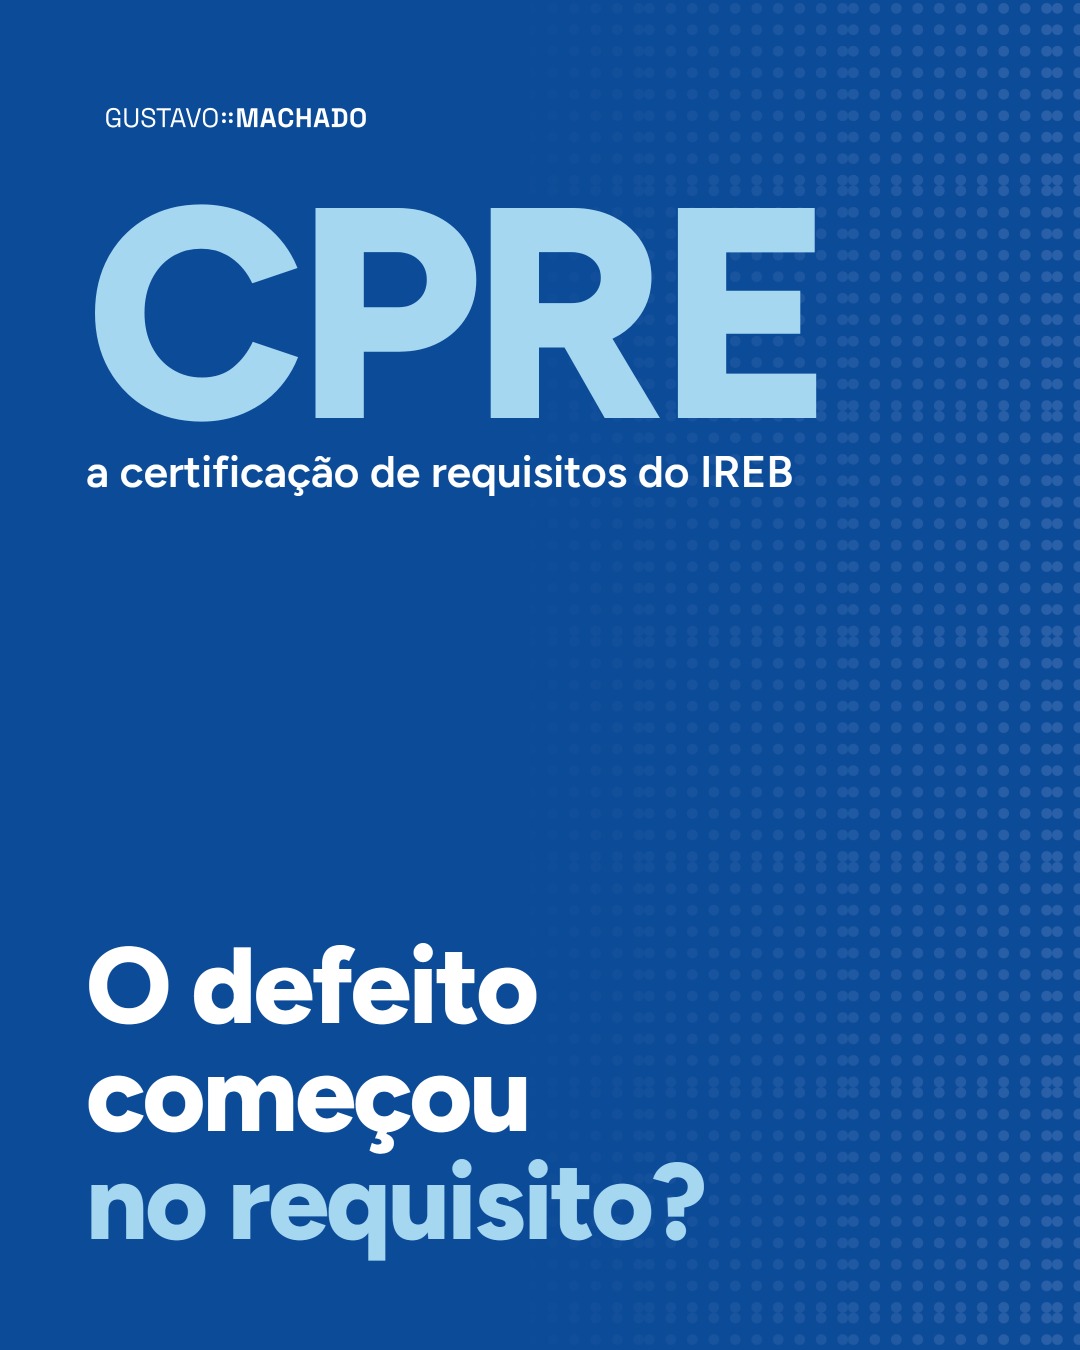 GUSTAVO::MACHADO
CPRE
a certificação de requisitos do IREB
O defeito
começou
no requisito?